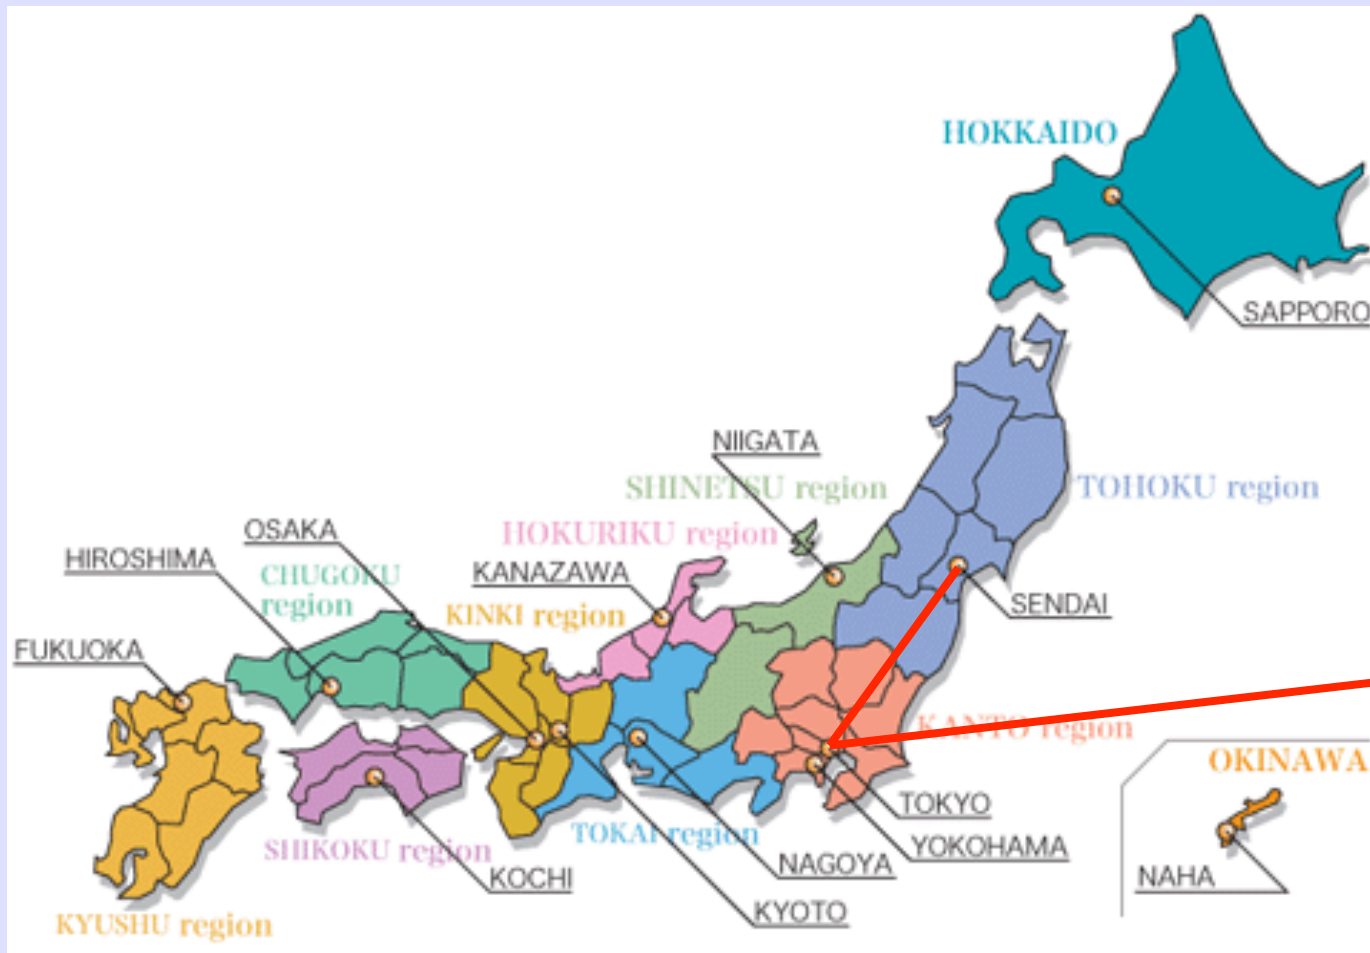 HOKKAIDO
SAPPORO
NIIGATA
SHINETSU region
TOHOKU region
OSAKA
HOKURIKU region
HIROSHIMA
CHUGOKU
region
KANAZAWA
KINKI region
SENDAI
FUKUOKA
KANTO region
OKINAWA
TOKYO
TOKAI region
YOKOHAMA
SHIKOKU region
NAGOYA
KOCHI
NAHA
KYOTO
KYUSHU region